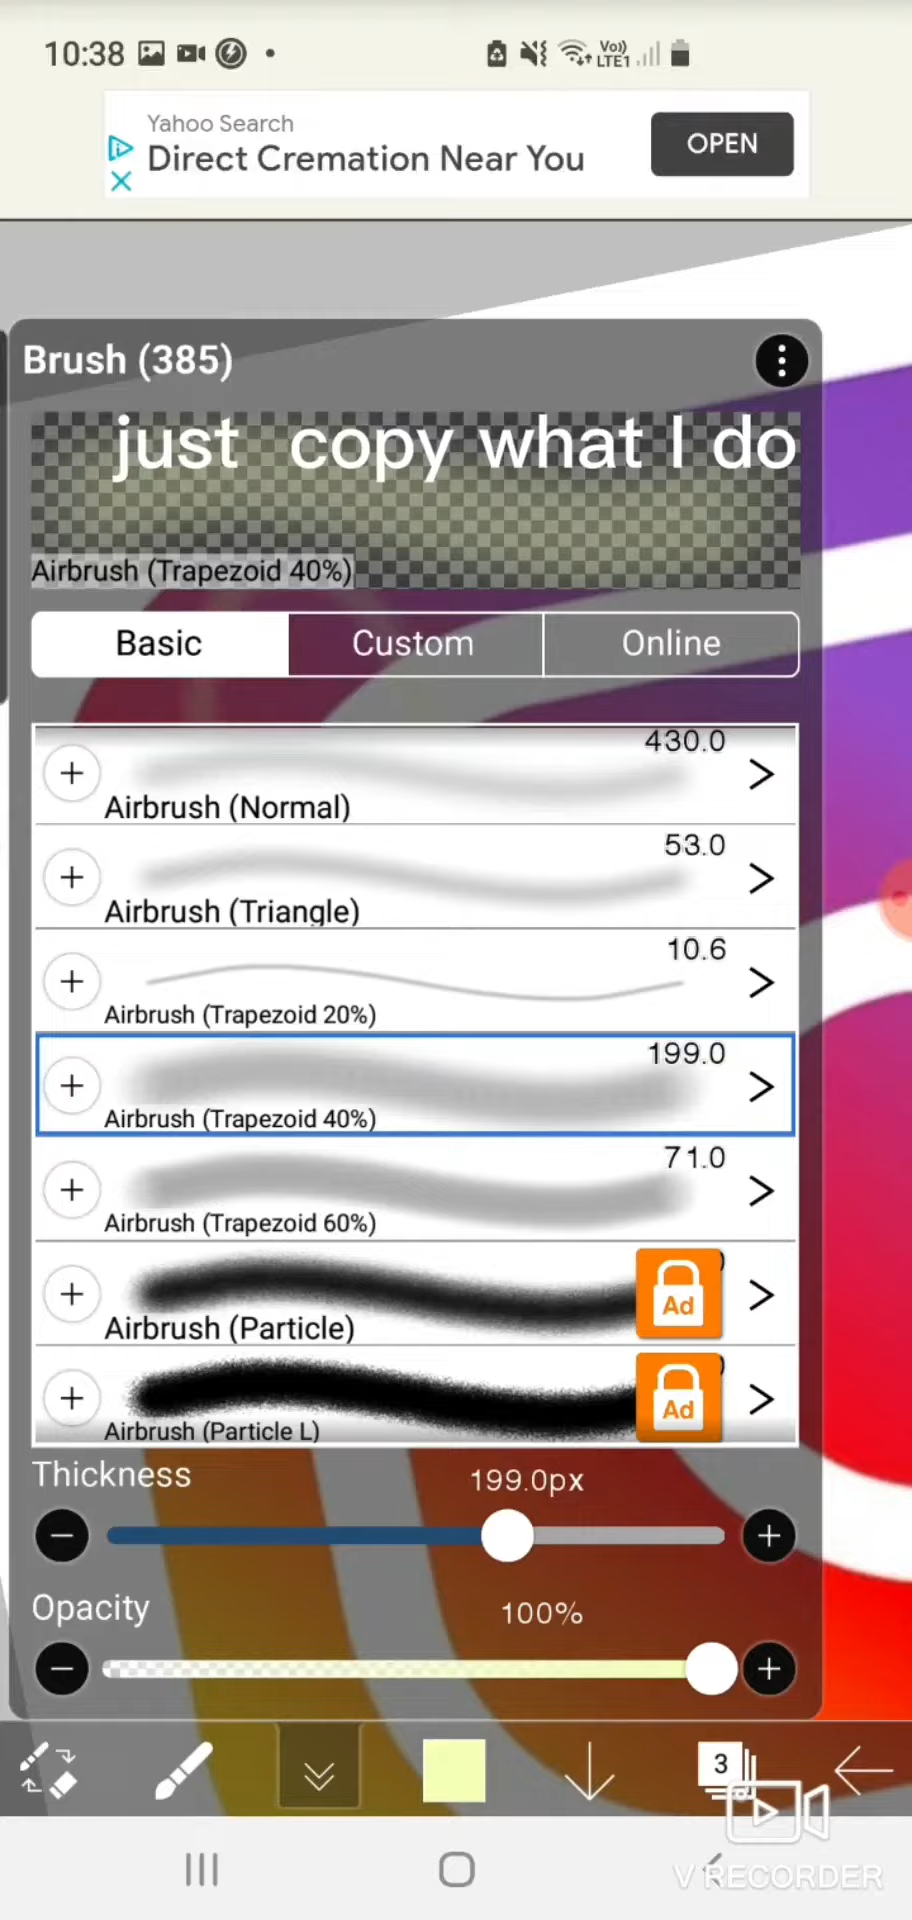 10:38
Vo))
LTE1
Yahoo Search
Direct Cremation Near You
OPEN
Brush (385)
just copy what I do
Airbrush (Trapezoid 40%)
Basic
Custom
Online
430.0
Airbrush (Normal)
53.0
Airbrush (Triangle)
10.6
Airbrush (Trapezoid 20%)
199.0
Airbrush (Trapezoid 40%)
71.0
Airbrush (Trapezoid 60%)
Ad
Airbrush (Particle)
Ad
Airbrush (Particle L)
Thickness
199.0px
Opacity
100%
3
V RECORDER